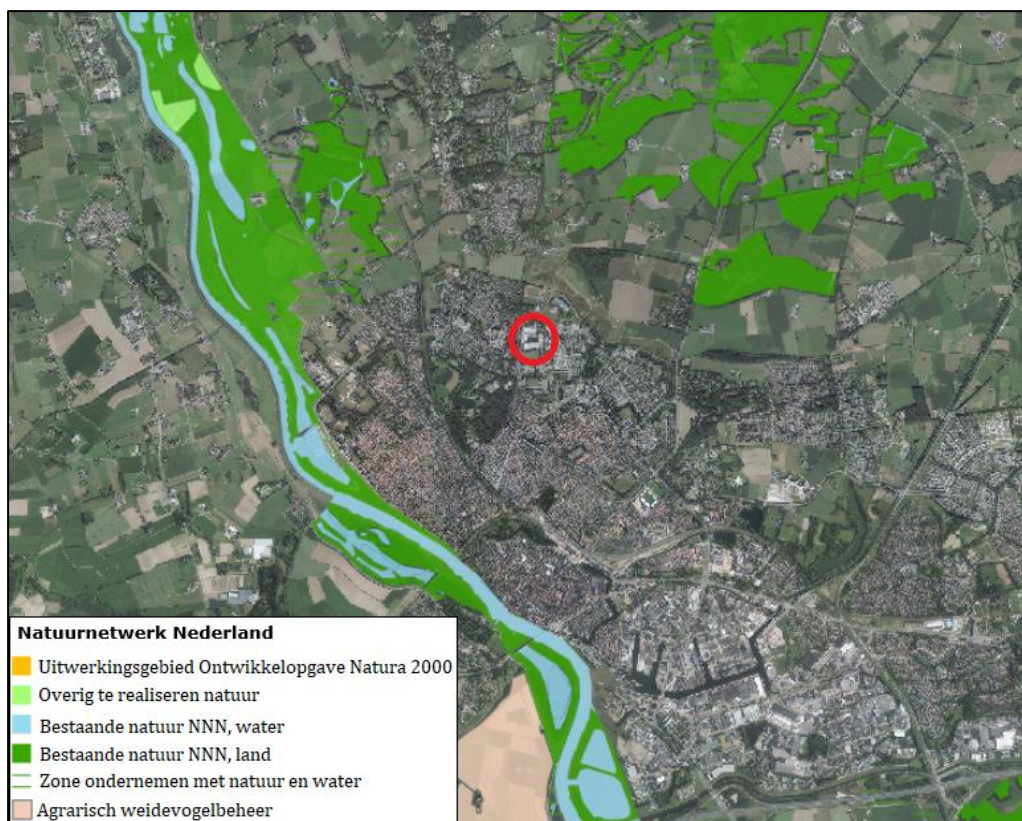 Natuurnetwerk Nederland
Uitwerkingsgebied Ontwikkelopgave Natura 2000
Overig te realiseren natuur
Bestaande natuur NNN, water
Bestaande natuur NNN, land
Zone ondernemen met natuur en water
Agrarisch weidevogelbeheer